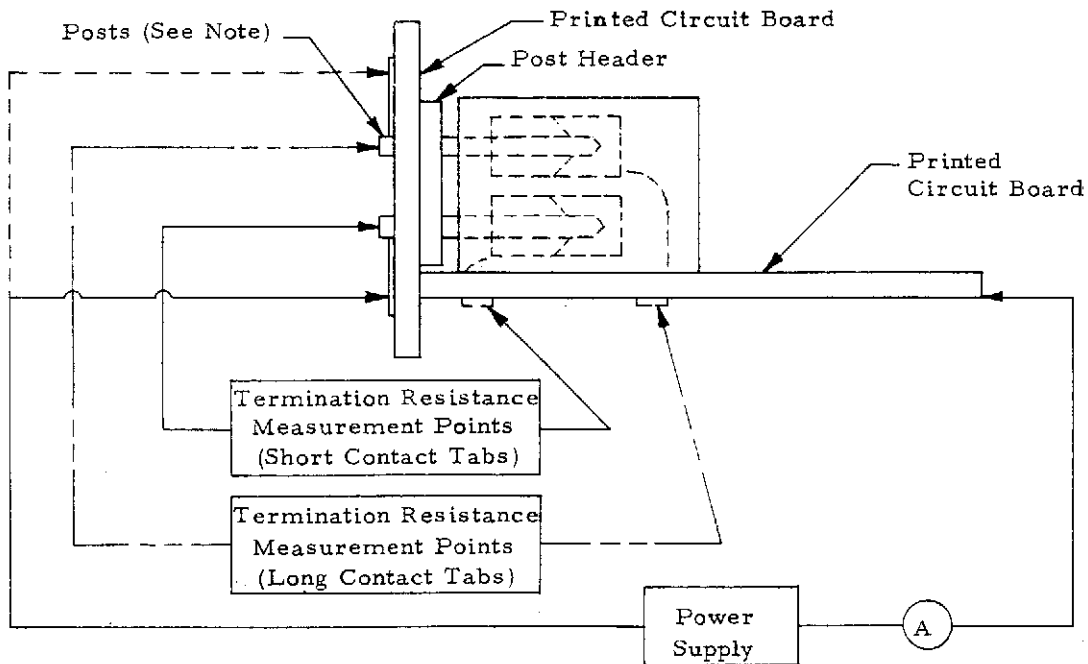 Posts (See Note)
Printed Circuit Board
Post Header
Printed
Circuit Board
Termination Resistance
Measurement Points
(Short Contact Tabs)
Termination Resistance
Measurement Points
(Long Contact Tabs)
Power
Supply
A